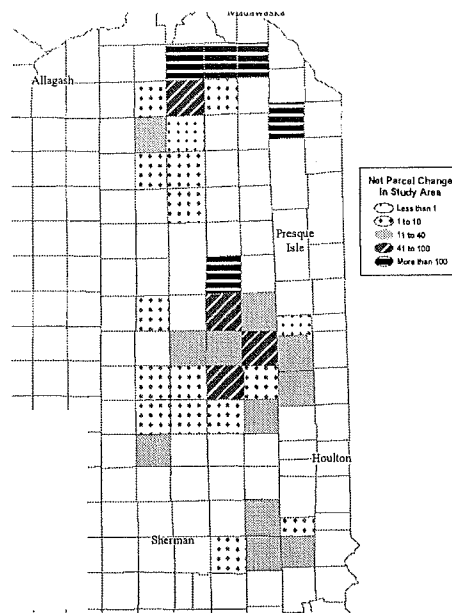 Madawaska
Allagash
Net Parcel Change
In Study Area
Less than 1
1 to 10
11 to 40
41 to 100
More than 100
Presque
Isle
Houlton
Sherman